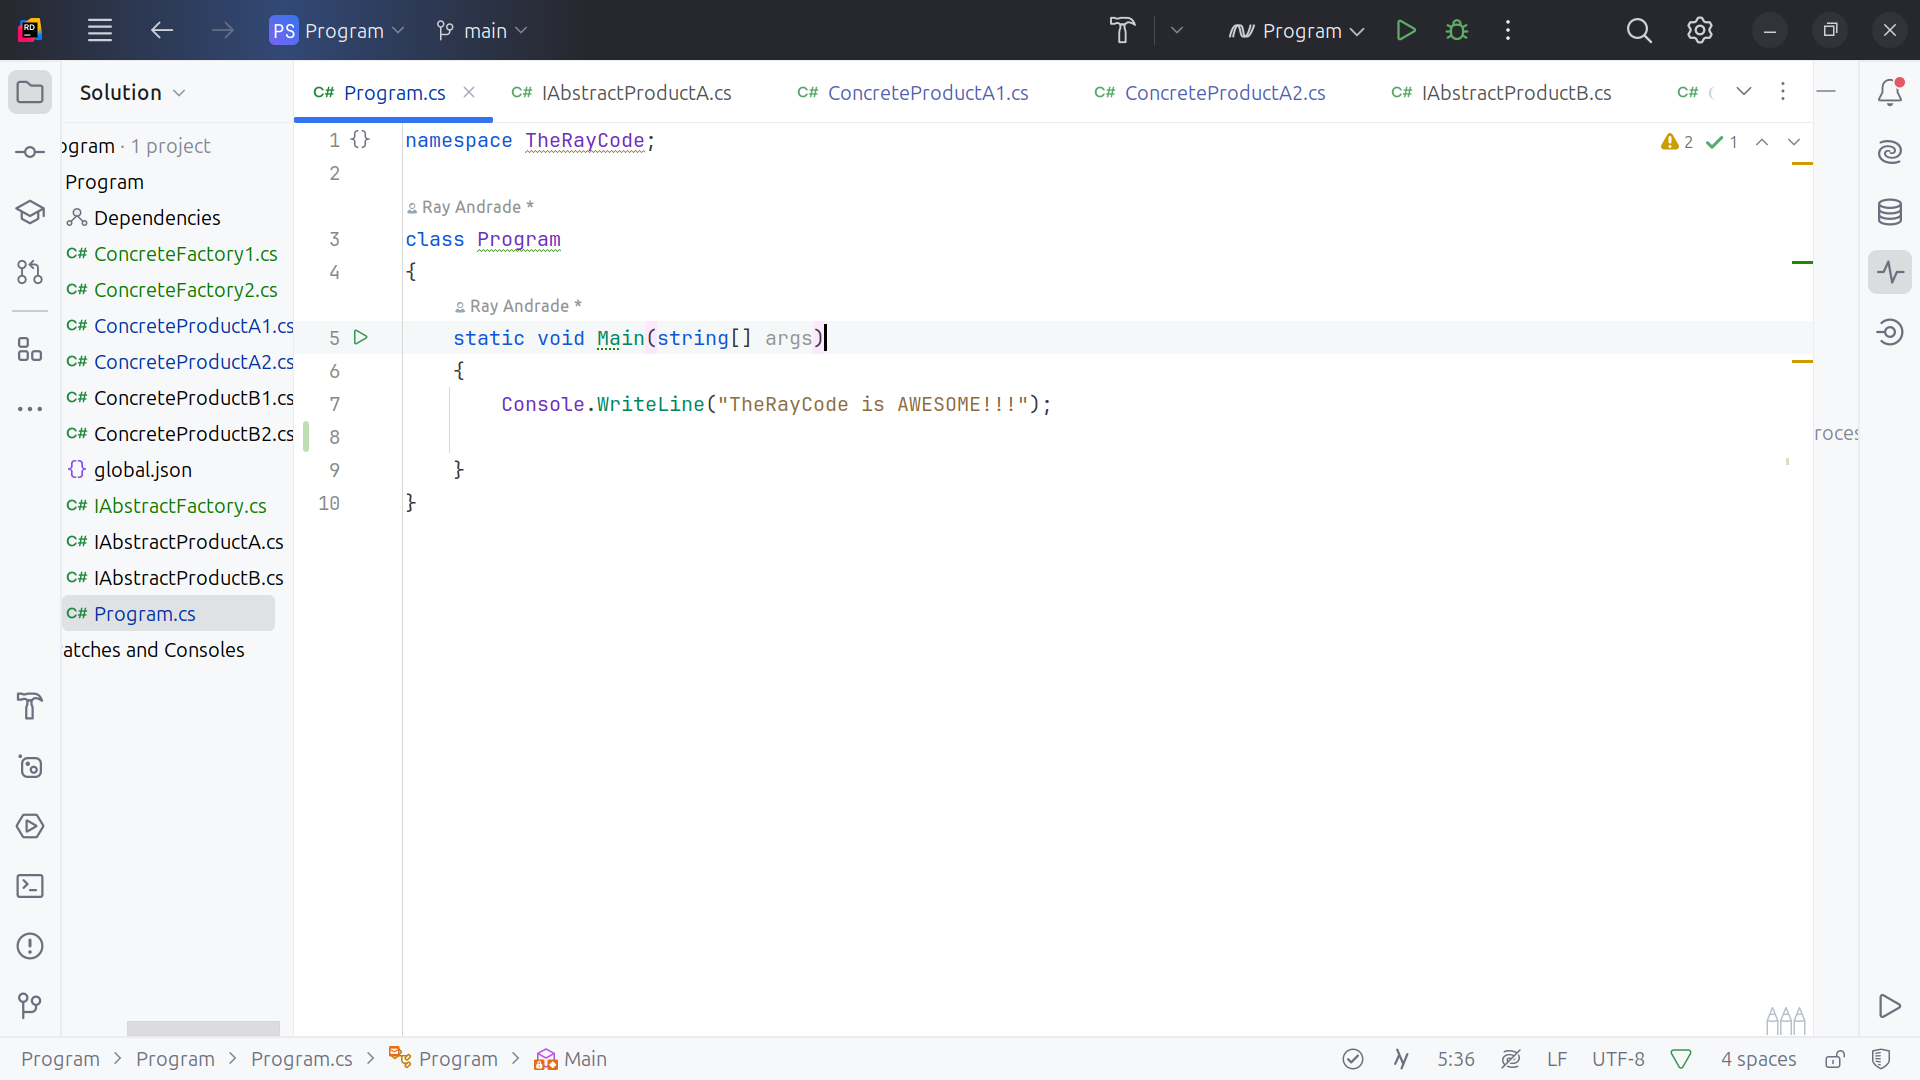 RD
PS Program
main
Program
Solution
C# Program.cs
C# IAbstractProductA.cs
C# ConcreteProductA1.cs
C# ConcreteProductA2.cs
C# IAbstractProductB.cs
C#
ogram · 1 project
Program
Dependencies
C# ConcreteFactory1.cs
C# ConcreteFactory2.cs
C# ConcreteProductA1.cs
C# ConcreteProductA2.cs
C# ConcreteProductB1.cs
C# ConcreteProductB2.cs
{} global.json
C# IAbstractFactory.cs
C# IAbstractProductA.cs
C# IAbstractProductB.cs
C# Program.cs
atches and Consoles
1 {} namespace TheRayCode;
2
Ray Andrade *
3 class Program
4 {
Ray Andrade *
5 static void Main(string[] args)
6 {
7 Console.WriteLine("TheRayCode is AWESOME!!!");
8
9 }
10 }
2 1
roces
Program > Program > Program.cs > Program > Main
5:36 LF UTF-8 4 spaces